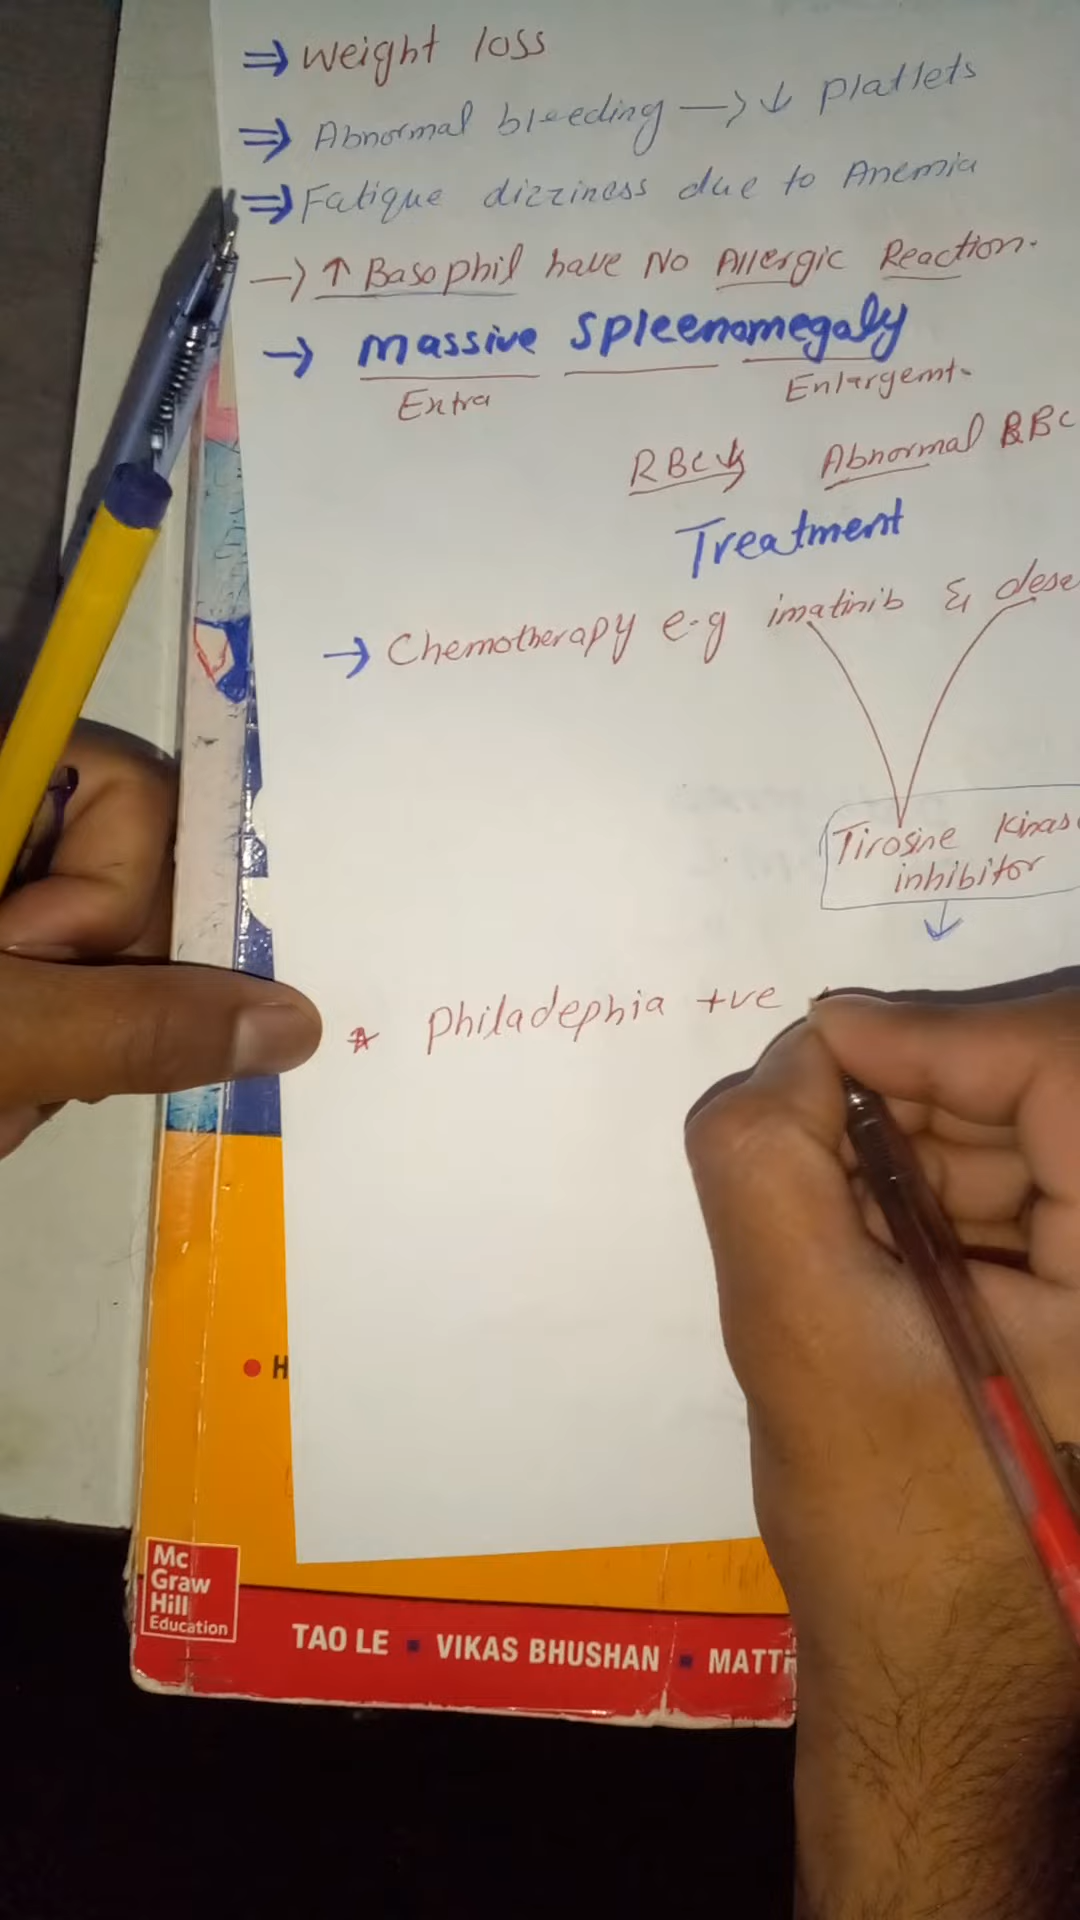 ⇒ Weight loss
⇒ Abnormal bleeding → ↓ Platlets
⇒ Fatique dizziness due to Anemia
→ ↑ Basophil have No Allergic Reaction.
→ Massive Spleenomegaly
Extra Enlargemt.
RBC↓ Abnormal RBC
Treatment
→ Chemotherapy e.g imatinib & dese
Tirosine Kinas
inhibitor
↓
* Philadephia +ve
H
Mc
Graw
Hill
Education
TAO LE ▪ VIKAS BHUSHAN ▪ MATTH